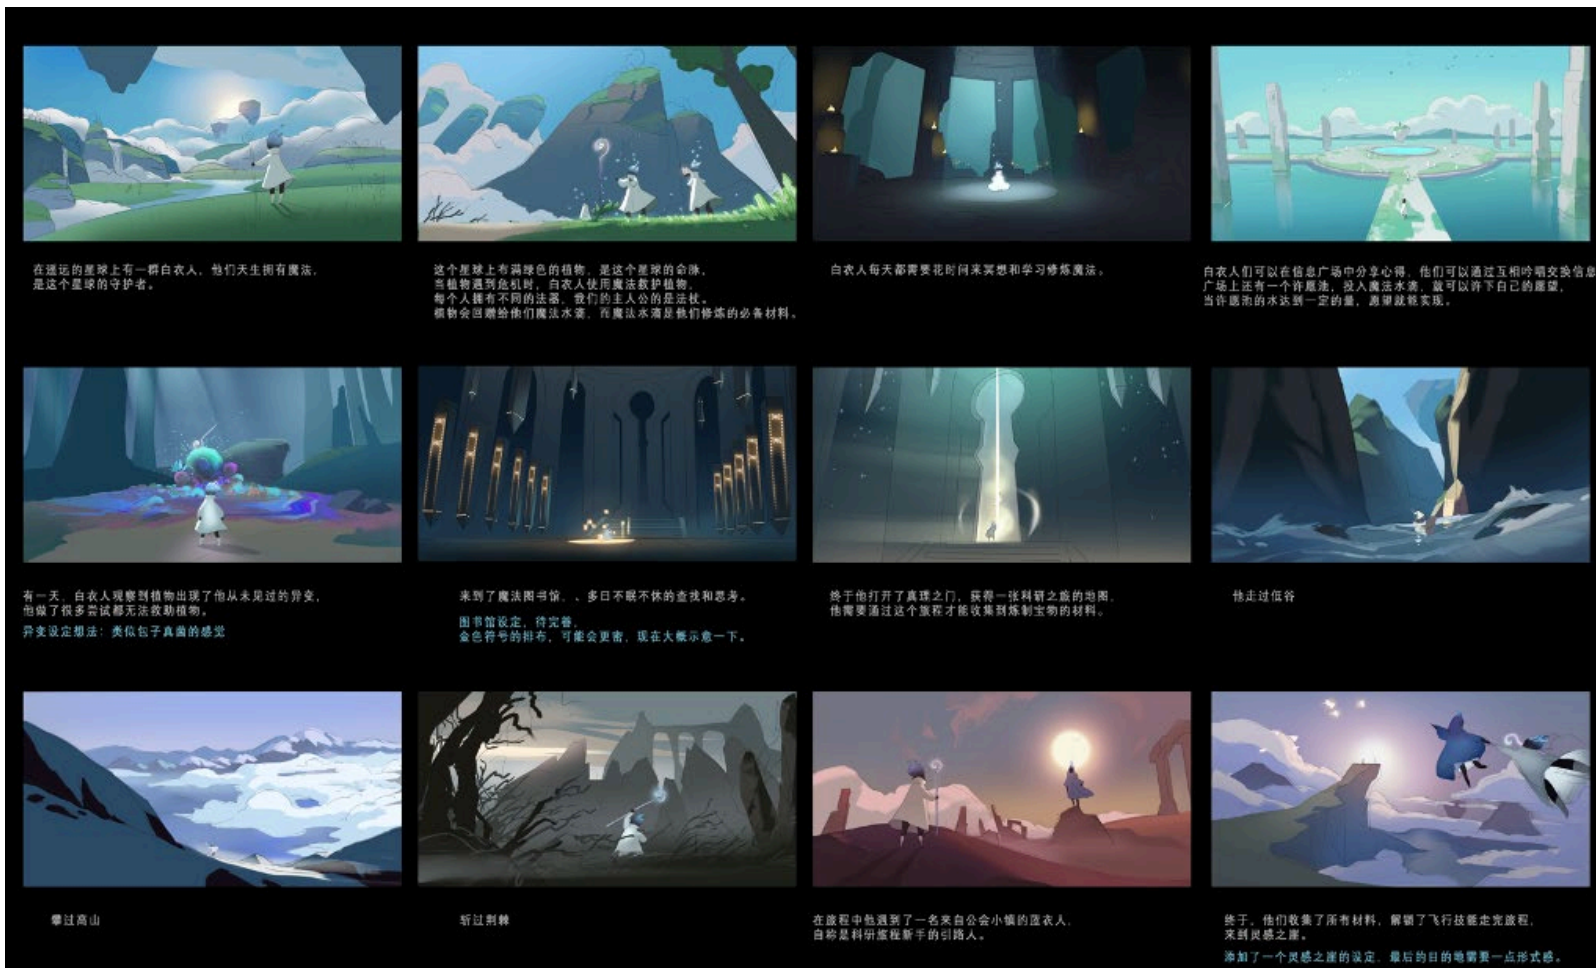 在遥远的星球上有一群白衣人，他们天生拥有魔法，
是这个星球的守护者。
这个星球上布满绿色的植物，是这个星球的命脉，
当植物遇到危机时，白衣人使用魔法救护植物，
每个人拥有不同的法器，我们的主人公的是法杖。
植物会回赠给他们魔法水滴，而魔法水滴是他们修炼的必备材料。
白衣人每天都需要花时间来冥想和学习修炼魔法。
白衣人们可以在信息广场中分享心得，他们可以通过互相吟唱交换信息
广场上还有一个许愿池，投入魔法水滴，就可以许下自己的愿望，
当许愿池的水达到一定的量，愿望就能实现。
有一天，白衣人观察到植物出现了他从未见过的异变，
他做了很多尝试都无法救助植物。
异变设定想法：类似包子真菌的感觉
来到了魔法图书馆，、多日不眠不休的查找和思考。
图书馆设定，待完善，
金色符号的排布，可能会更密，现在大概示意一下。
终于他打开了真理之门，获得一张科研之旅的地图，
他需要通过这个旅程才能收集到炼制宝物的材料。
他走过低谷
攀过高山
斩过荆棘
在旅程中他遇到了一名来自公会小镇的蓝衣人，
自称是科研旅程新手的引路人。
终于，他们收集了所有材料，解锁了飞行技能走完旅程，
来到灵感之崖。
添加了一个灵感之崖的设定，最后的目的地需要一点形式感。